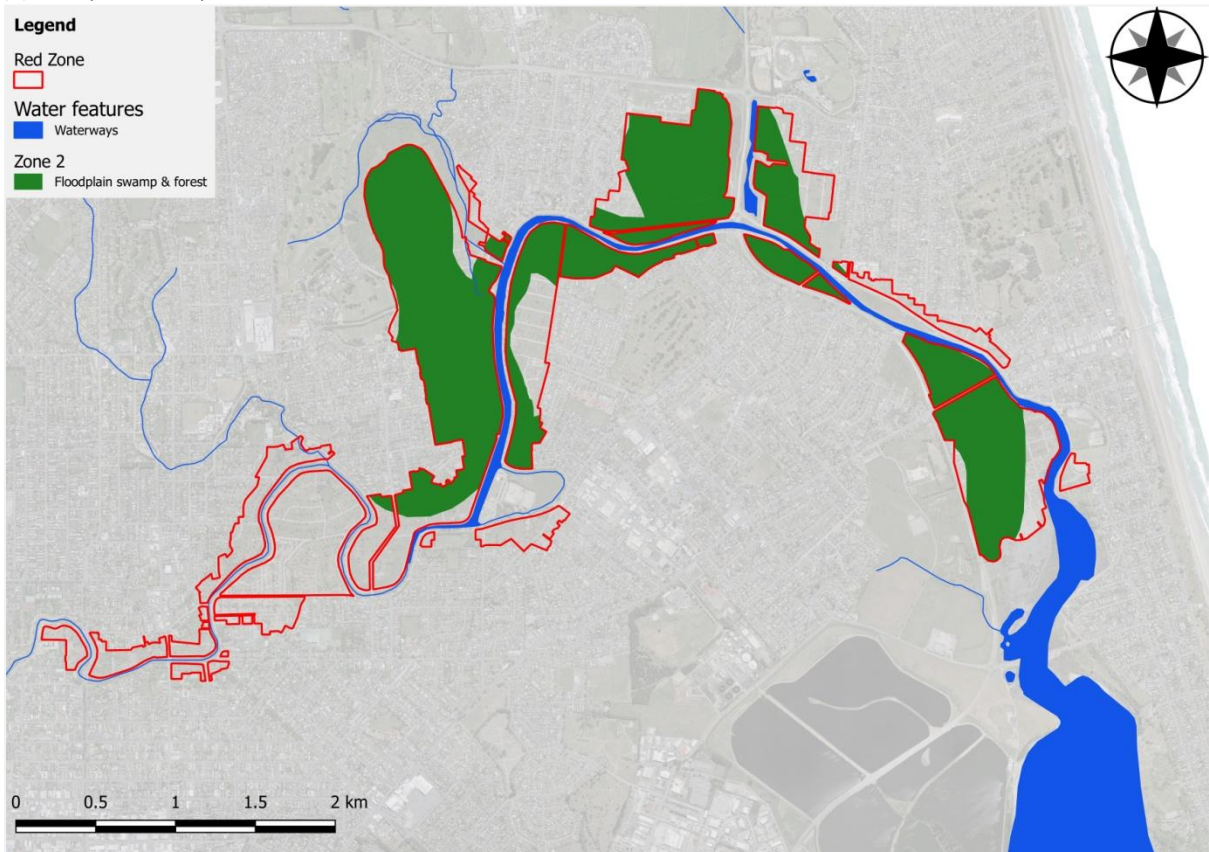 Legend
Red Zone
Water features
Waterways
Zone 2
Floodplain swamp & forest
0 0.5 1 1.5 2 km